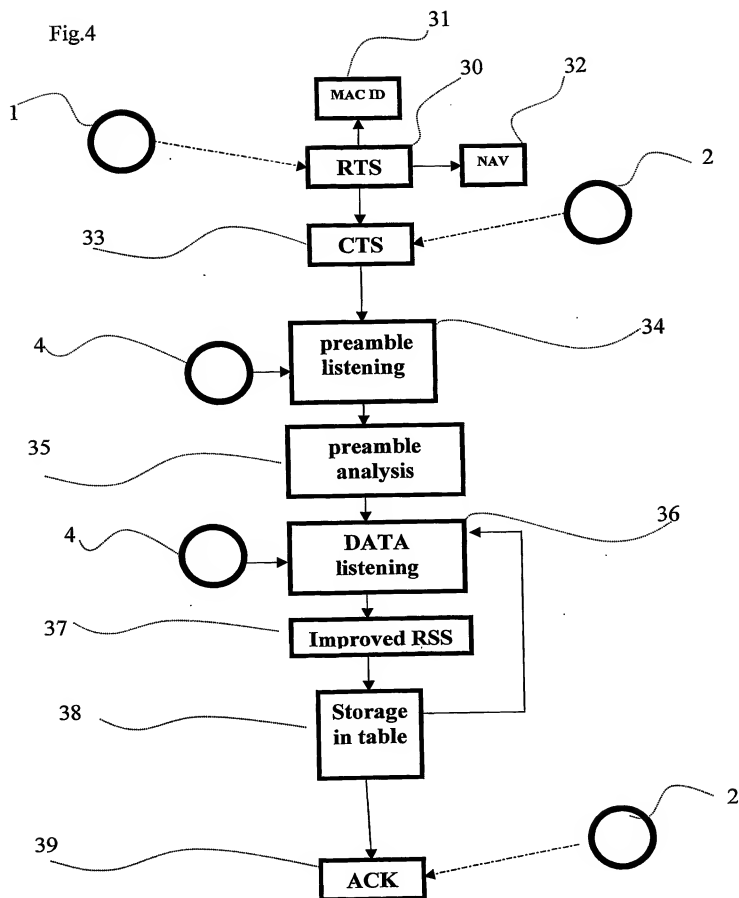 Fig.4
31
30
32
MAC ID
1
RTS
NAV
2
33
CTS
34
4
preamble
listening
35
preamble
analysis
36
4
DATA
listening
37
Improved RSS
38
Storage
in table
2
39
ACK